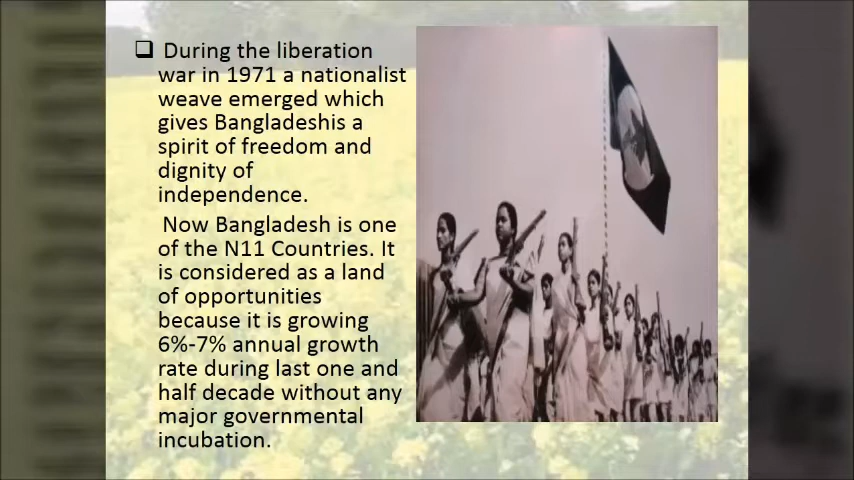 During the liberation
war in 1971 a nationalist
weave emerged which
gives Bangladeshis a
spirit of freedom and
dignity of
independence.
Now Bangladesh is one
of the N11 Countries. It
is considered as a land
of opportunities
because it is growing
6%-7% annual growth
rate during last one and
half decade without any
major governmental
incubation.